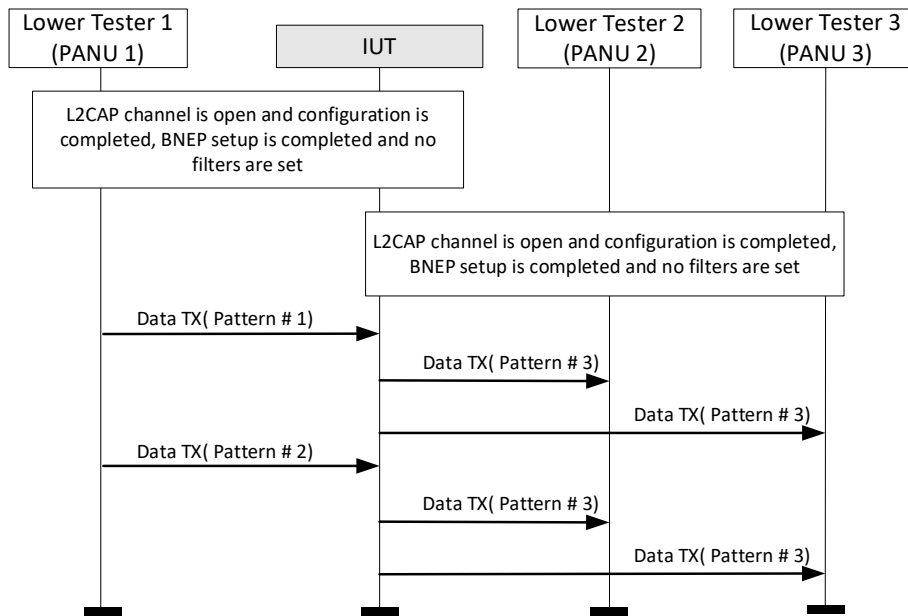 Lower Tester 1
(PANU 1)
IUT
Lower Tester 2
(PANU 2)
Lower Tester 3
(PANU 3)
L2CAP channel is open and configuration is
completed, BNEP setup is completed and no
filters are set
L2CAP channel is open and configuration is completed,
BNEP setup is completed and no filters are set
Data TX( Pattern # 1)
Data TX( Pattern # 3)
Data TX( Pattern # 3)
Data TX( Pattern # 2)
Data TX( Pattern # 3)
Data TX( Pattern # 3)